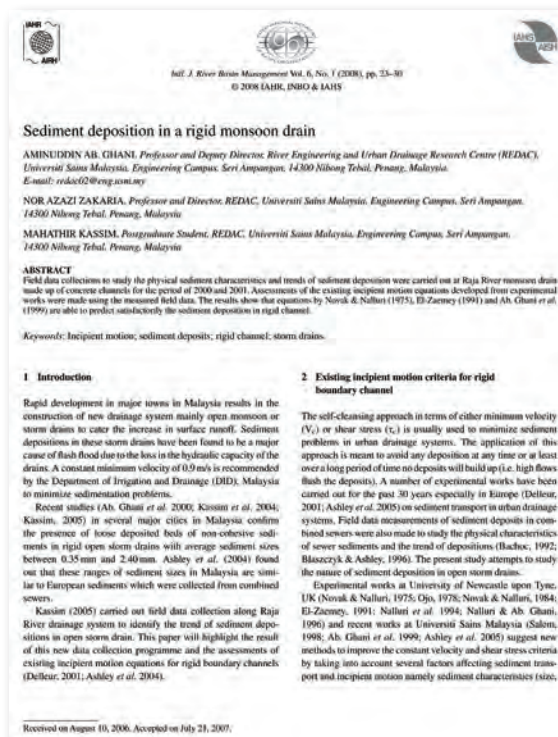 IAHR
AIRH
IAHS
AISH
Intl. J. River Basin Management Vol. 6, No. 1 (2008), pp. 23–30
© 2008 IAHR, INBO & IAHS
Sediment deposition in a rigid monsoon drain
AMINUDDIN AB. GHANI, Professor and Deputy Director, River Engineering and Urban Drainage Research Centre (REDAC),
Universiti Sains Malaysia, Engineering Campus, Seri Ampangan, 14300 Nibong Tebal, Penang, Malaysia.
E-mail: redac02@eng.usm.my
NOR AZAZI ZAKARIA, Professor and Director, REDAC, Universiti Sains Malaysia, Engineering Campus, Seri Ampangan,
14300 Nibong Tebal, Penang, Malaysia
MAHATHIR KASSIM, Postgraduate Student, REDAC, Universiti Sains Malaysia, Engineering Campus, Seri Ampangan,
14300 Nibong Tebal, Penang, Malaysia
ABSTRACT
Field data collections to study the physical sediment characteristics and trends of sediment deposition were carried out at Raja River monsoon drain
made up of concrete channels for the period of 2000 and 2001. Assessments of the existing incipient motion equations developed from experimental
works were made using the measured field data. The results show that equations by Novak & Nalluri (1975), El-Zaemey (1991) and Ab. Ghani et al.
(1999) are able to predict satisfactorily the sediment deposition in rigid channel.
Keywords: Incipient motion; sediment deposits; rigid channel; storm drains.
1 Introduction
Rapid development in major towns in Malaysia results in the
construction of new drainage system mainly open monsoon or
storm drains to cater the increase in surface runoff. Sediment
depositions in these storm drains have been found to be a major
cause of flash flood due to the loss in the hydraulic capacity of the
drains. A constant minimum velocity of 0.9 m/s is recommended
by the Department of Irrigation and Drainage (DID), Malaysia
to minimize sedimentation problems.
Recent studies (Ab. Ghani et al. 2000; Kassim et al. 2004;
Kassim, 2005) in several major cities in Malaysia confirm
the presence of loose deposited beds of non-cohesive sedi-
ments in rigid open storm drains with average sediment sizes
between 0.35 mm and 2.40 mm. Ashley et al. (2004) found
out that these ranges of sediment sizes in Malaysia are simi-
lar to European sediments which were collected from combined
sewers.
Kassim (2005) carried out field data collection along Raja
River drainage system to identify the trend of sediment depo-
sitions in open storm drain. This paper will highlight the result
of this new data collection programme and the assessments of
existing incipient motion equations for rigid boundary channels
(Delleur, 2001; Ashley et al. 2004).
2 Existing incipient motion criteria for rigid
boundary channel
The self-cleansing approach in terms of either minimum velocity
(Vc) or shear stress (τc) is usually used to minimize sediment
problems in urban drainage systems. The application of this
approach is meant to avoid any deposition at any time or at least
over a long period of time no deposits will build up (i.e. high flows
flush the deposits). A number of experimental works have been
carried out for the past 30 years especially in Europe (Delleur,
2001; Ashley et al. 2005) on sediment transport in urban drainage
systems. Field data measurements of sediment deposits in com-
bined sewers were also made to study the physical characteristics
of sewer sediments and the trend of depositions (Bachoc, 1992;
Błaszczyk & Ashley, 1996). The present study attempts to study
the nature of sediment deposition in open storm drains.
Experimental works at University of Newcastle upon Tyne,
UK (Novak & Nalluri, 1975; Ojo, 1978; Novak & Nalluri, 1984;
El-Zaemey, 1991; Nalluri et al. 1994; Nalluri & Ab. Ghani,
1996) and recent works at Universiti Sains Malaysia (Salem,
1998; Ab. Ghani et al. 1999; Ashley et al. 2005) suggest new
methods to improve the constant velocity and shear stress criteria
by taking into account several factors affecting sediment trans-
port and incipient motion namely sediment characteristics (size,
Received on August 10, 2006. Accepted on July 21, 2007.